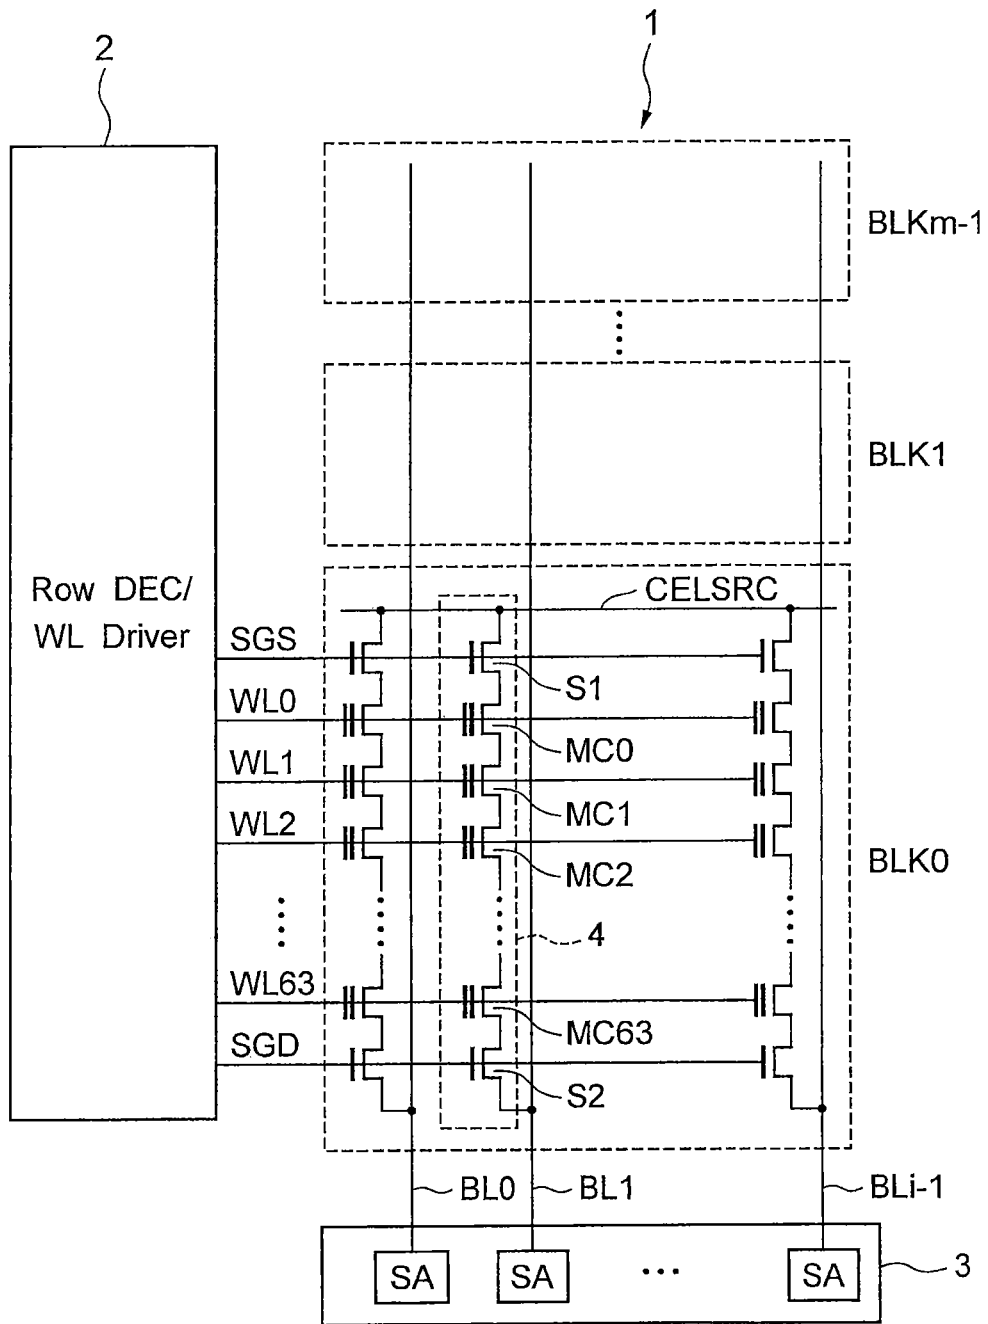 1
2
BLKm-1
BLK1
Row DEC/
WL Driver
CELSRC
SGS
S1
WL0
MC0
WL1
MC1
WL2
MC2
BLK0
4
WL63
MC63
SGD
S2
BL0
BL1
BLi-1
SA
SA
...
SA
3